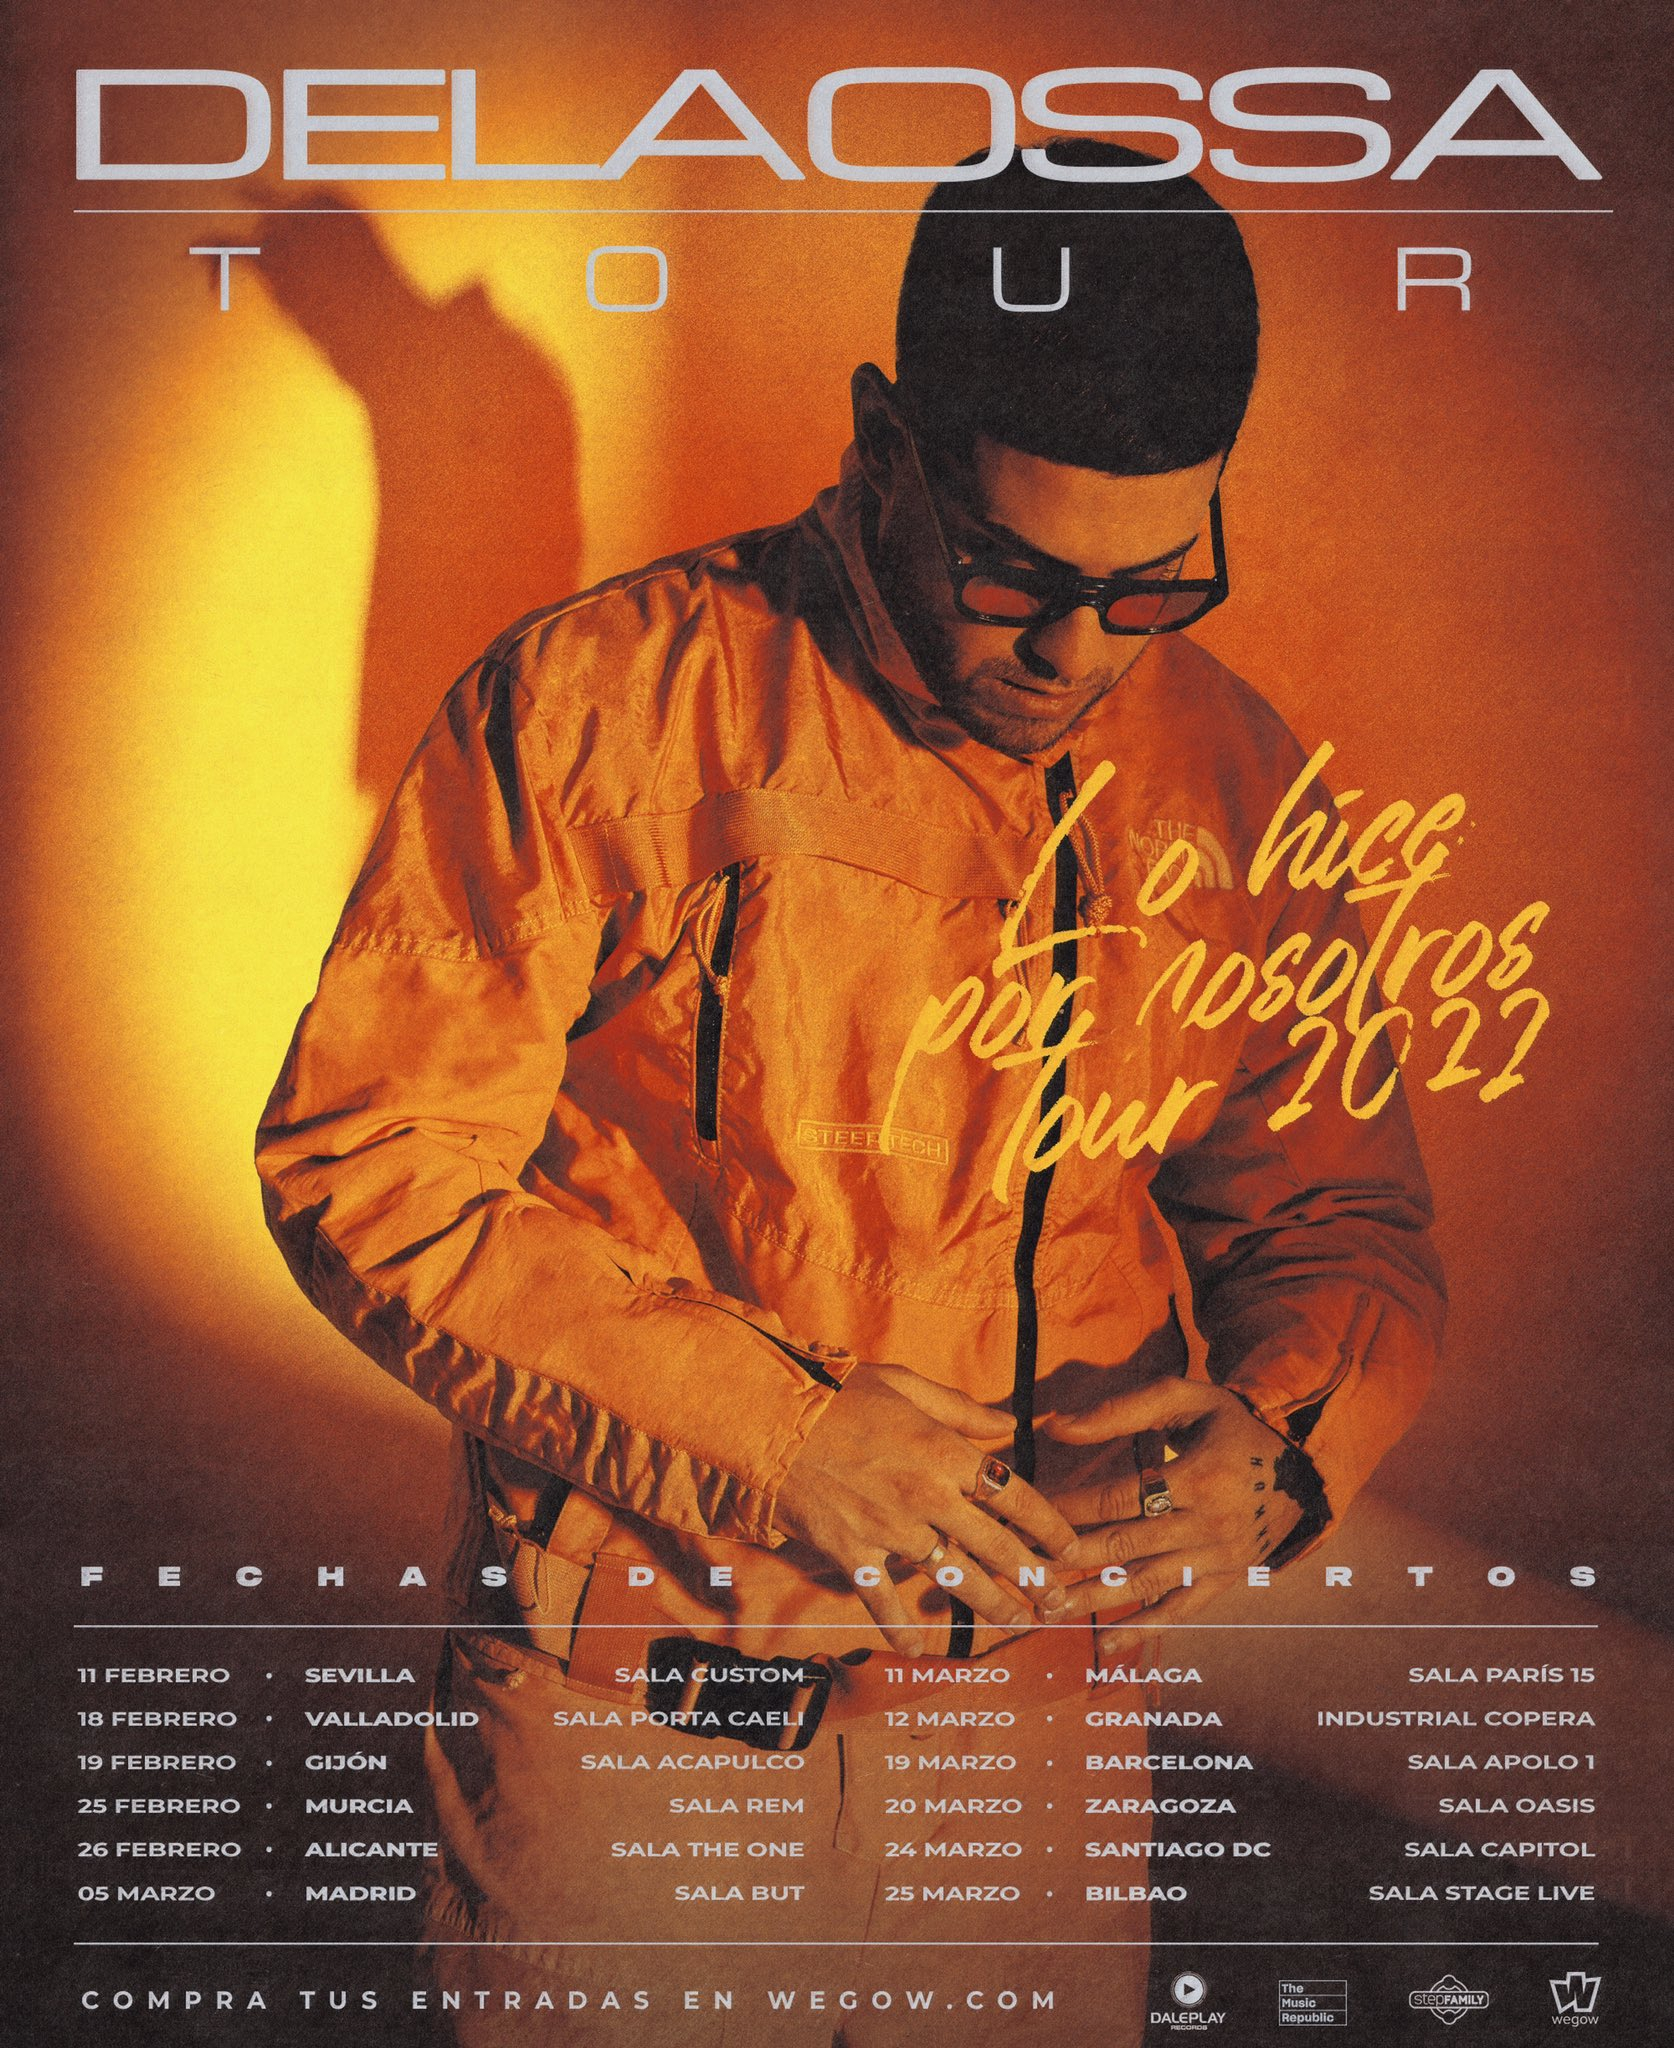 DELAOSSA
TOUR
THE
NOR
Lo hice
por nosotros
Tour 2022
STEEP TECH
FECHAS DE CONCIERTOS
11 FEBRERO • SEVILLA SALA CUSTOM
18 FEBRERO • VALLADOLID SALA PORTA CAELI
19 FEBRERO • GIJÓN SALA ACAPULCO
25 FEBRERO • MURCIA SALA REM
26 FEBRERO • ALICANTE SALA THE ONE
05 MARZO • MADRID SALA BUT
11 MARZO • MÁLAGA SALA PARÍS 15
12 MARZO • GRANADA INDUSTRIAL COPERA
19 MARZO • BARCELONA SALA APOLO 1
20 MARZO • ZARAGOZA SALA OASIS
24 MARZO • SANTIAGO DC SALA CAPITOL
25 MARZO • BILBAO SALA STAGE LIVE
COMPRA TUS ENTRADAS EN WEGOW.COM
DALEPLAY
RECORDS
The
Music
Republic
stepFAMILY
W
wegow